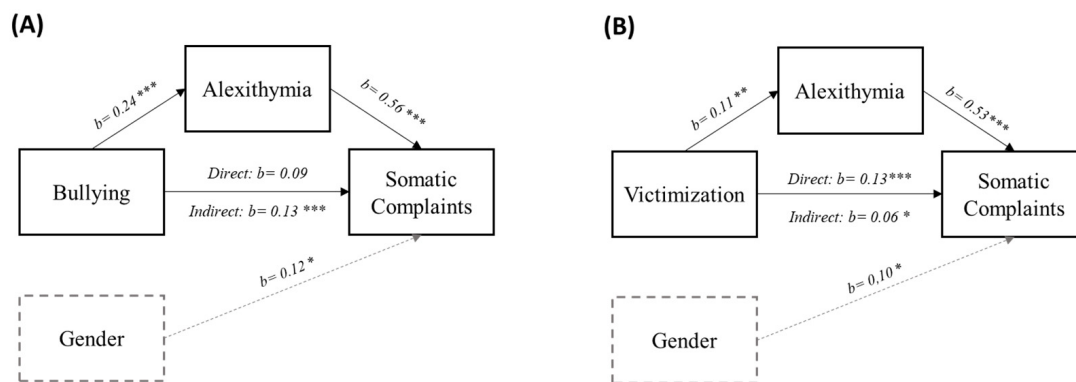 (A)
Alexithymia
b= 0.24 ***
b= 0.56 ***
Bullying
Direct: b= 0.09
Indirect: b= 0.13 ***
Somatic
Complaints
b= 0.12 *
Gender
(B)
Alexithymia
b= 0.11 **
b= 0.53 ***
Victimization
Direct: b= 0.13***
Indirect: b= 0.06 *
Somatic
Complaints
b= 0,10 *
Gender